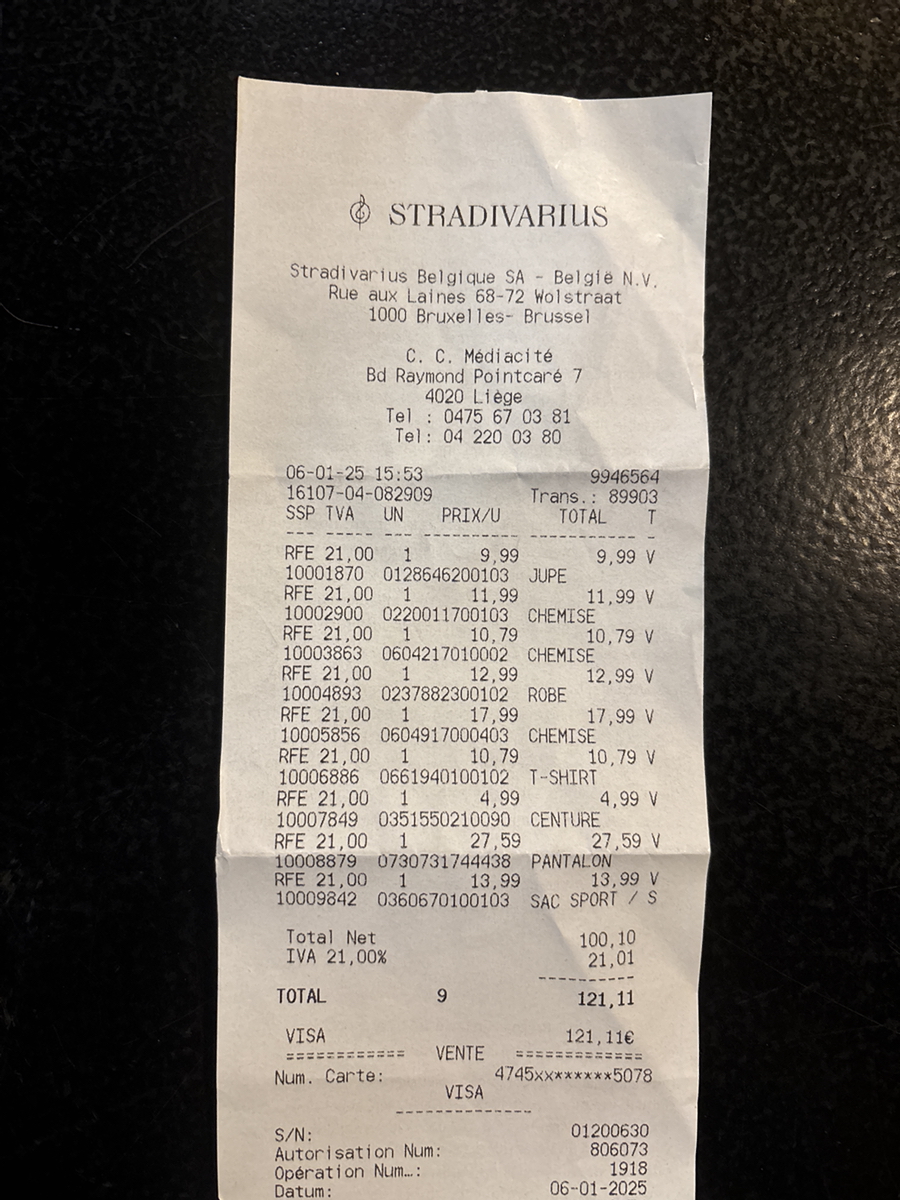 STRADIVARIUS
Stradivarius Belgique SA - België N.V.
Rue aux Laines 68-72 Wolstraat
1000 Bruxelles- Brussel
C. C. Médiacité
Bd Raymond Pointcaré 7
4020 Liège
Tel : 0475 67 03 81
Tel: 04 220 03 80
06-01-25 15:53 9946564
16107-04-082909 Trans.: 89903
SSP TVA UN PRIX/U TOTAL T
--- ----- --- ---------- ----------- -
RFE 21,00 1 9,99 9,99 V
10001870 0128646200103 JUPE
RFE 21,00 1 11,99 11,99 V
10002900 0220011700103 CHEMISE
RFE 21,00 1 10,79 10,79 V
10003863 0604217010002 CHEMISE
RFE 21,00 1 12,99 12,99 V
10004893 0237882300102 ROBE
RFE 21,00 1 17,99 17,99 V
10005856 0604917000403 CHEMISE
RFE 21,00 1 10,79 10,79 V
10006886 0661940100102 T-SHIRT
RFE 21,00 1 4,99 4,99 V
10007849 0351550210090 CENTURE
RFE 21,00 1 27,59 27,59 V
10008879 0730731744438 PANTALON
RFE 21,00 1 13,99 13,99 V
10009842 0360670100103 SAC SPORT / S
Total Net 100,10
IVA 21,00% 21,01
----------
TOTAL 9 121,11
VISA 121,11€
============ VENTE =============
Num. Carte: 4745xx******5078
VISA
--------------
S/N: 01200630
Autorisation Num: 806073
Opération Num…: 1918
Datum: 06-01-2025